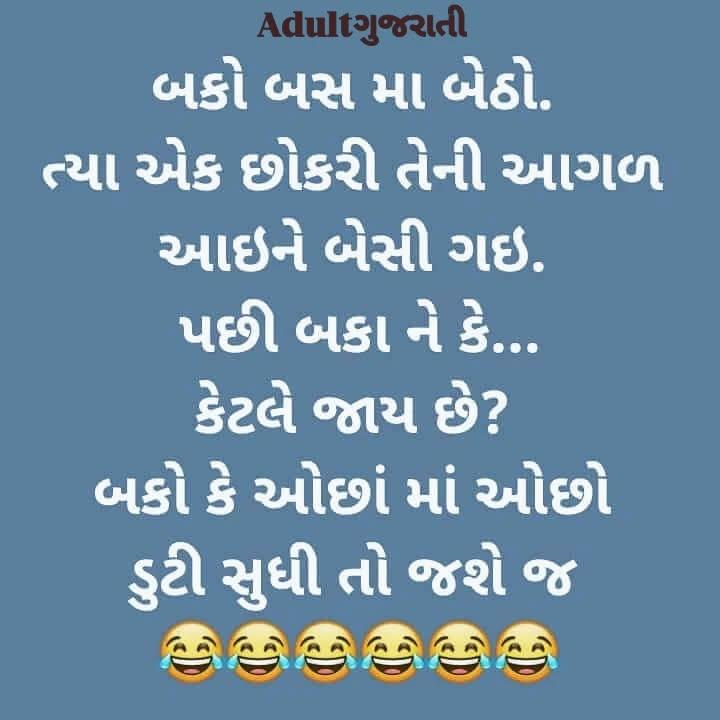 Adultગુજરાતી
બકો બસ મા બેઠો.
ત્યા એક છોકરી તેની આગળ
આઇને બેસી ગઇ.
પછી બકા ને કે...
કેટલે જાય છે?
બકો કે ઓછાં માં ઓછો
ડુટી સુધી તો જશે જ
😂😂😂😂😂😂